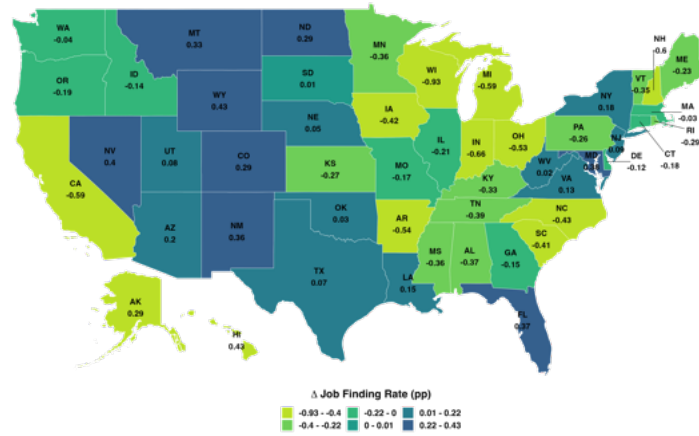 WA
-0.04
MT
0.33
ND
0.29
MN
-0.36
NH
-0.6
ME
-0.23
OR
-0.19
ID
-0.14
SD
0.01
WI
-0.93
MI
-0.59
VT
-0.35
NY
0.18
MA
-0.03
WY
0.43
IA
-0.42
NE
0.05
RI
-0.29
NV
0.4
UT
0.08
CO
0.29
KS
-0.27
MO
-0.17
IL
-0.21
IN
-0.66
OH
-0.53
PA
-0.26
NJ
0.09
CT
-0.18
DE
-0.12
MD
WV
0.02
VA
0.13
KY
-0.33
CA
-0.59
AZ
0.2
NM
0.36
OK
0.03
AR
-0.54
TN
-0.39
NC
-0.43
SC
-0.41
TX
0.07
LA
0.15
MS
-0.36
AL
-0.37
GA
-0.15
FL
0.37
AK
0.29
HI
0.43
Δ Job Finding Rate (pp)
-0.93 - -0.4
-0.22 - 0
0.01 - 0.22
-0.4 - -0.22
0 - 0.01
0.22 - 0.43